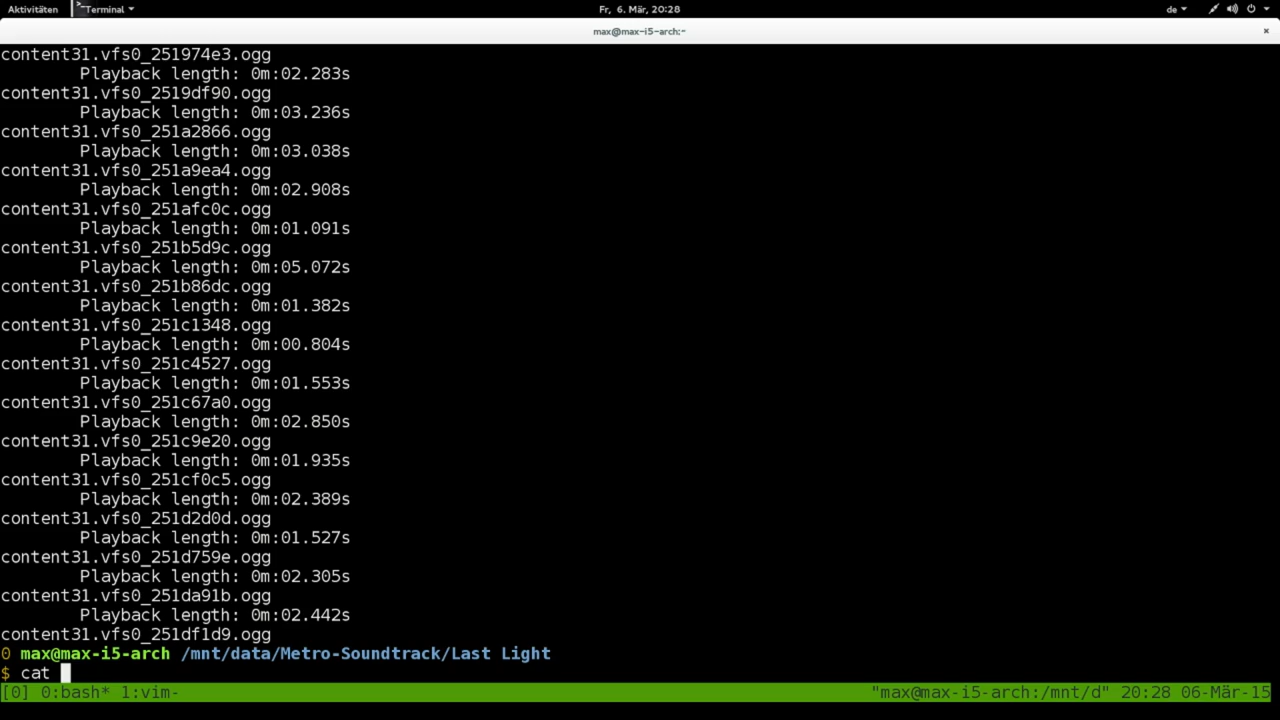 Aktivitäten Terminal Fr, 6. Mär, 20:28 de
max@max-i5-arch:~
content31.vfs0_251974e3.ogg
Playback length: 0m:02.283s
content31.vfs0_2519df90.ogg
Playback length: 0m:03.236s
content31.vfs0_251a2866.ogg
Playback length: 0m:03.038s
content31.vfs0_251a9ea4.ogg
Playback length: 0m:02.908s
content31.vfs0_251afc0c.ogg
Playback length: 0m:01.091s
content31.vfs0_251b5d9c.ogg
Playback length: 0m:05.072s
content31.vfs0_251b86dc.ogg
Playback length: 0m:01.382s
content31.vfs0_251c1348.ogg
Playback length: 0m:00.804s
content31.vfs0_251c4527.ogg
Playback length: 0m:01.553s
content31.vfs0_251c67a0.ogg
Playback length: 0m:02.850s
content31.vfs0_251c9e20.ogg
Playback length: 0m:01.935s
content31.vfs0_251cf0c5.ogg
Playback length: 0m:02.389s
content31.vfs0_251d2d0d.ogg
Playback length: 0m:01.527s
content31.vfs0_251d759e.ogg
Playback length: 0m:02.305s
content31.vfs0_251da91b.ogg
Playback length: 0m:02.442s
content31.vfs0_251df1d9.ogg
0 max@max-i5-arch /mnt/data/Metro-Soundtrack/Last Light
$ cat
[0] 0:bash* 1:vim- "max@max-i5-arch:/mnt/d" 20:28 06-Mär-15